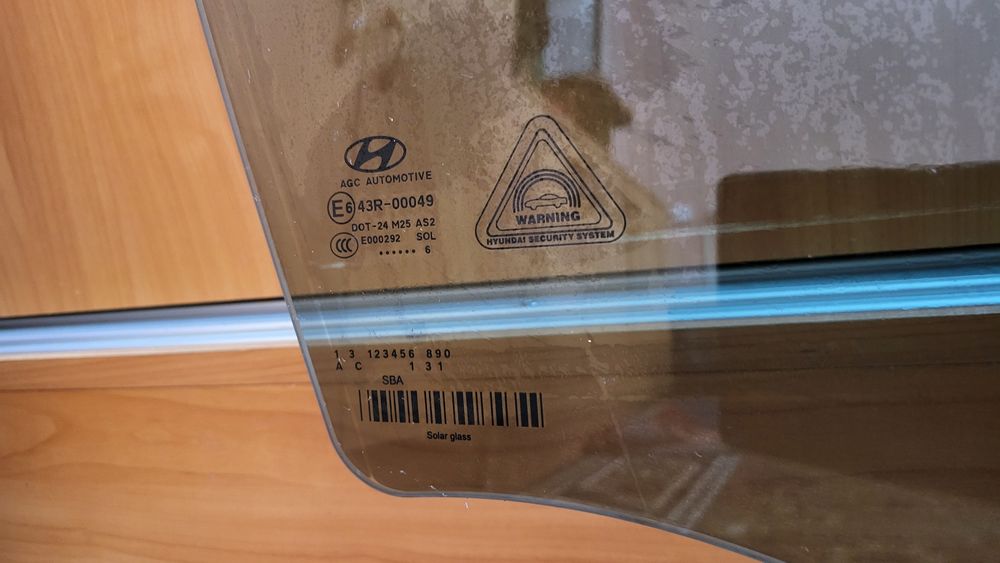 AGC AUTOMOTIVE
E6 43R-00049
DOT-24 M25 AS2
E000292 SOL
...... 6
WARNING
HYUNDAI SECURITY SYSTEM
1 3 123456 890
A C 1 3 1
SBA
Solar glass